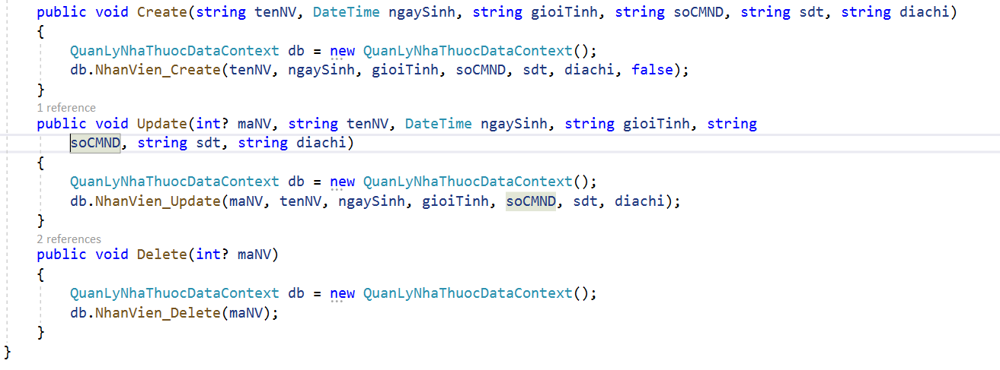 public void Create(string tenNV, DateTime ngaySinh, string gioiTinh, string soCMND, string sdt, string diachi)
{
QuanLyNhaThuocDataContext db = new QuanLyNhaThuocDataContext();
db.NhanVien_Create(tenNV, ngaySinh, gioiTinh, soCMND, sdt, diachi, false);
}
1 reference
public void Update(int? maNV, string tenNV, DateTime ngaySinh, string gioiTinh, string
soCMND, string sdt, string diachi)
{
QuanLyNhaThuocDataContext db = new QuanLyNhaThuocDataContext();
db.NhanVien_Update(maNV, tenNV, ngaySinh, gioiTinh, soCMND, sdt, diachi);
}
2 references
public void Delete(int? maNV)
{
QuanLyNhaThuocDataContext db = new QuanLyNhaThuocDataContext();
db.NhanVien_Delete(maNV);
}
}